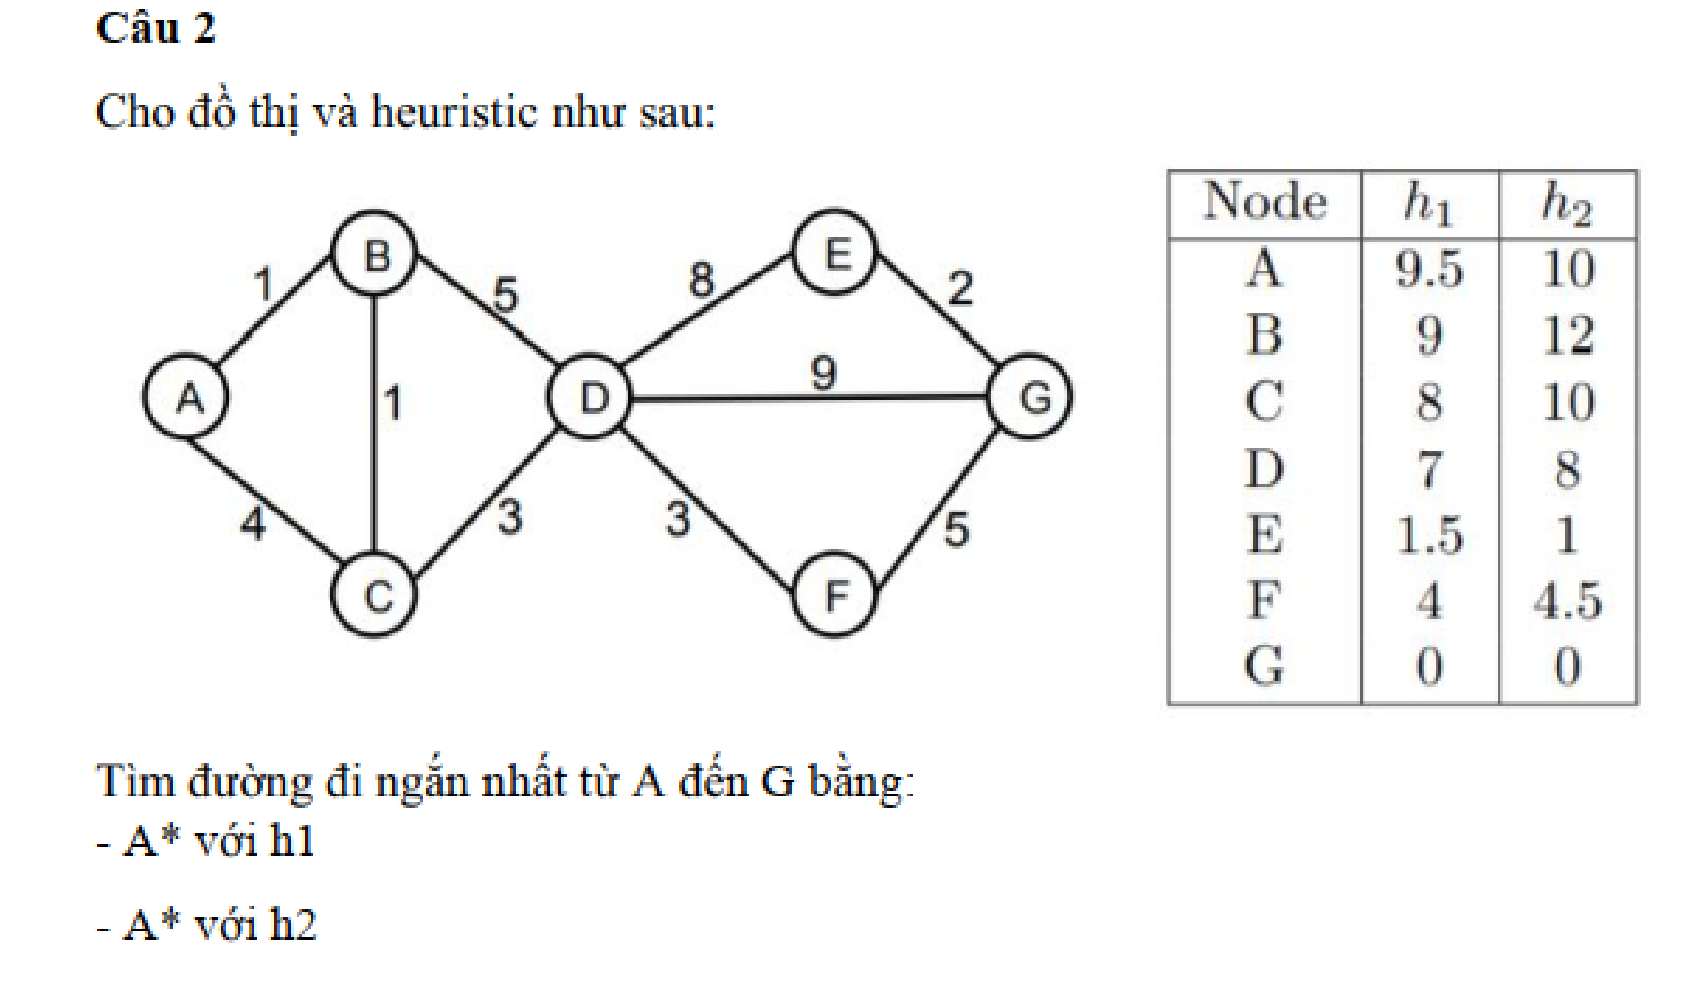 Câu 2
Cho đồ thị và heuristic như sau:
B
E
1
5
8
2
A
1
D
9
G
4
3
3
5
C
F
Node h₁ h₂
A 9.5 10
B 9 12
C 8 10
D 7 8
E 1.5 1
F 4 4.5
G 0 0
Tìm đường đi ngắn nhất từ A đến G bằng:
- A* với h1
- A* với h2